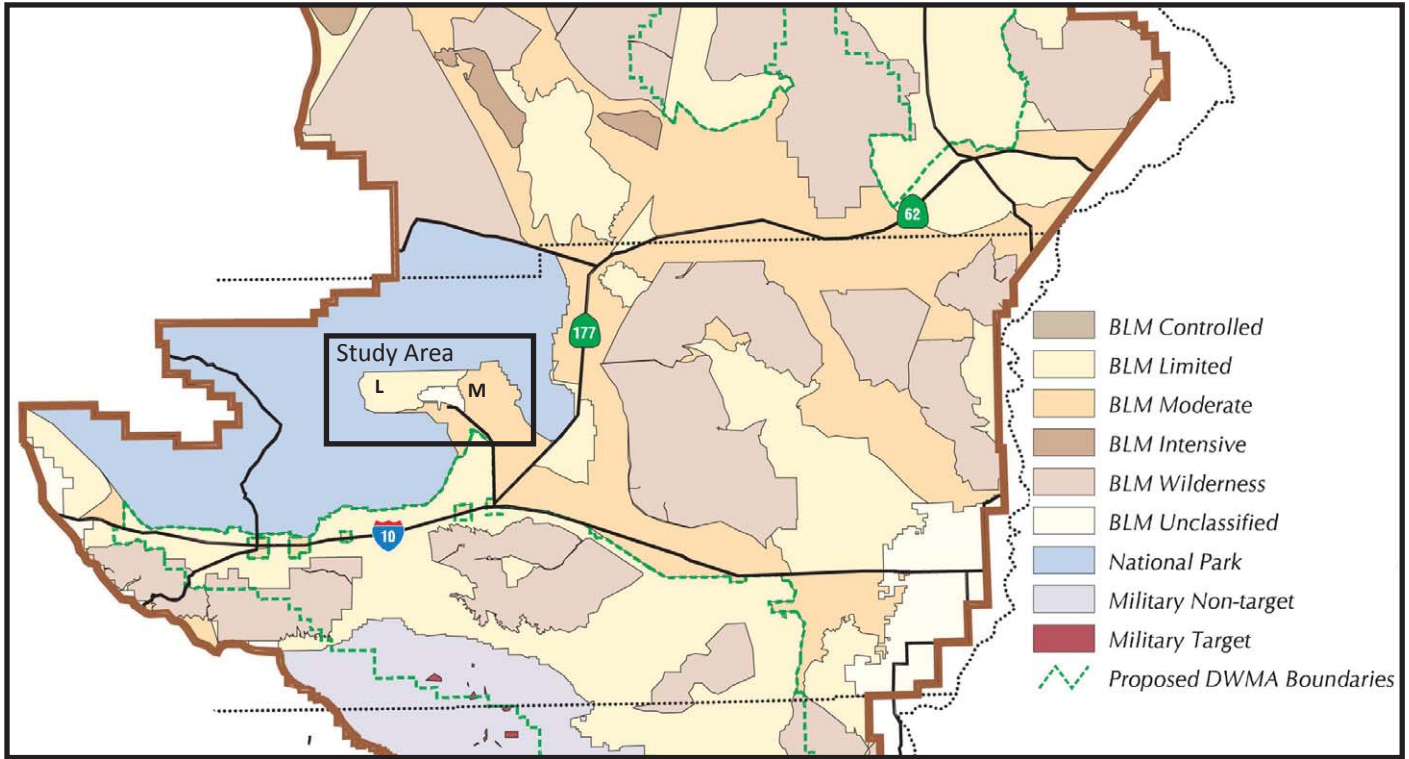 62
177
Study Area
L
M
10
BLM Controlled
BLM Limited
BLM Moderate
BLM Intensive
BLM Wilderness
BLM Unclassified
National Park
Military Non-target
Military Target
Proposed DWMA Boundaries